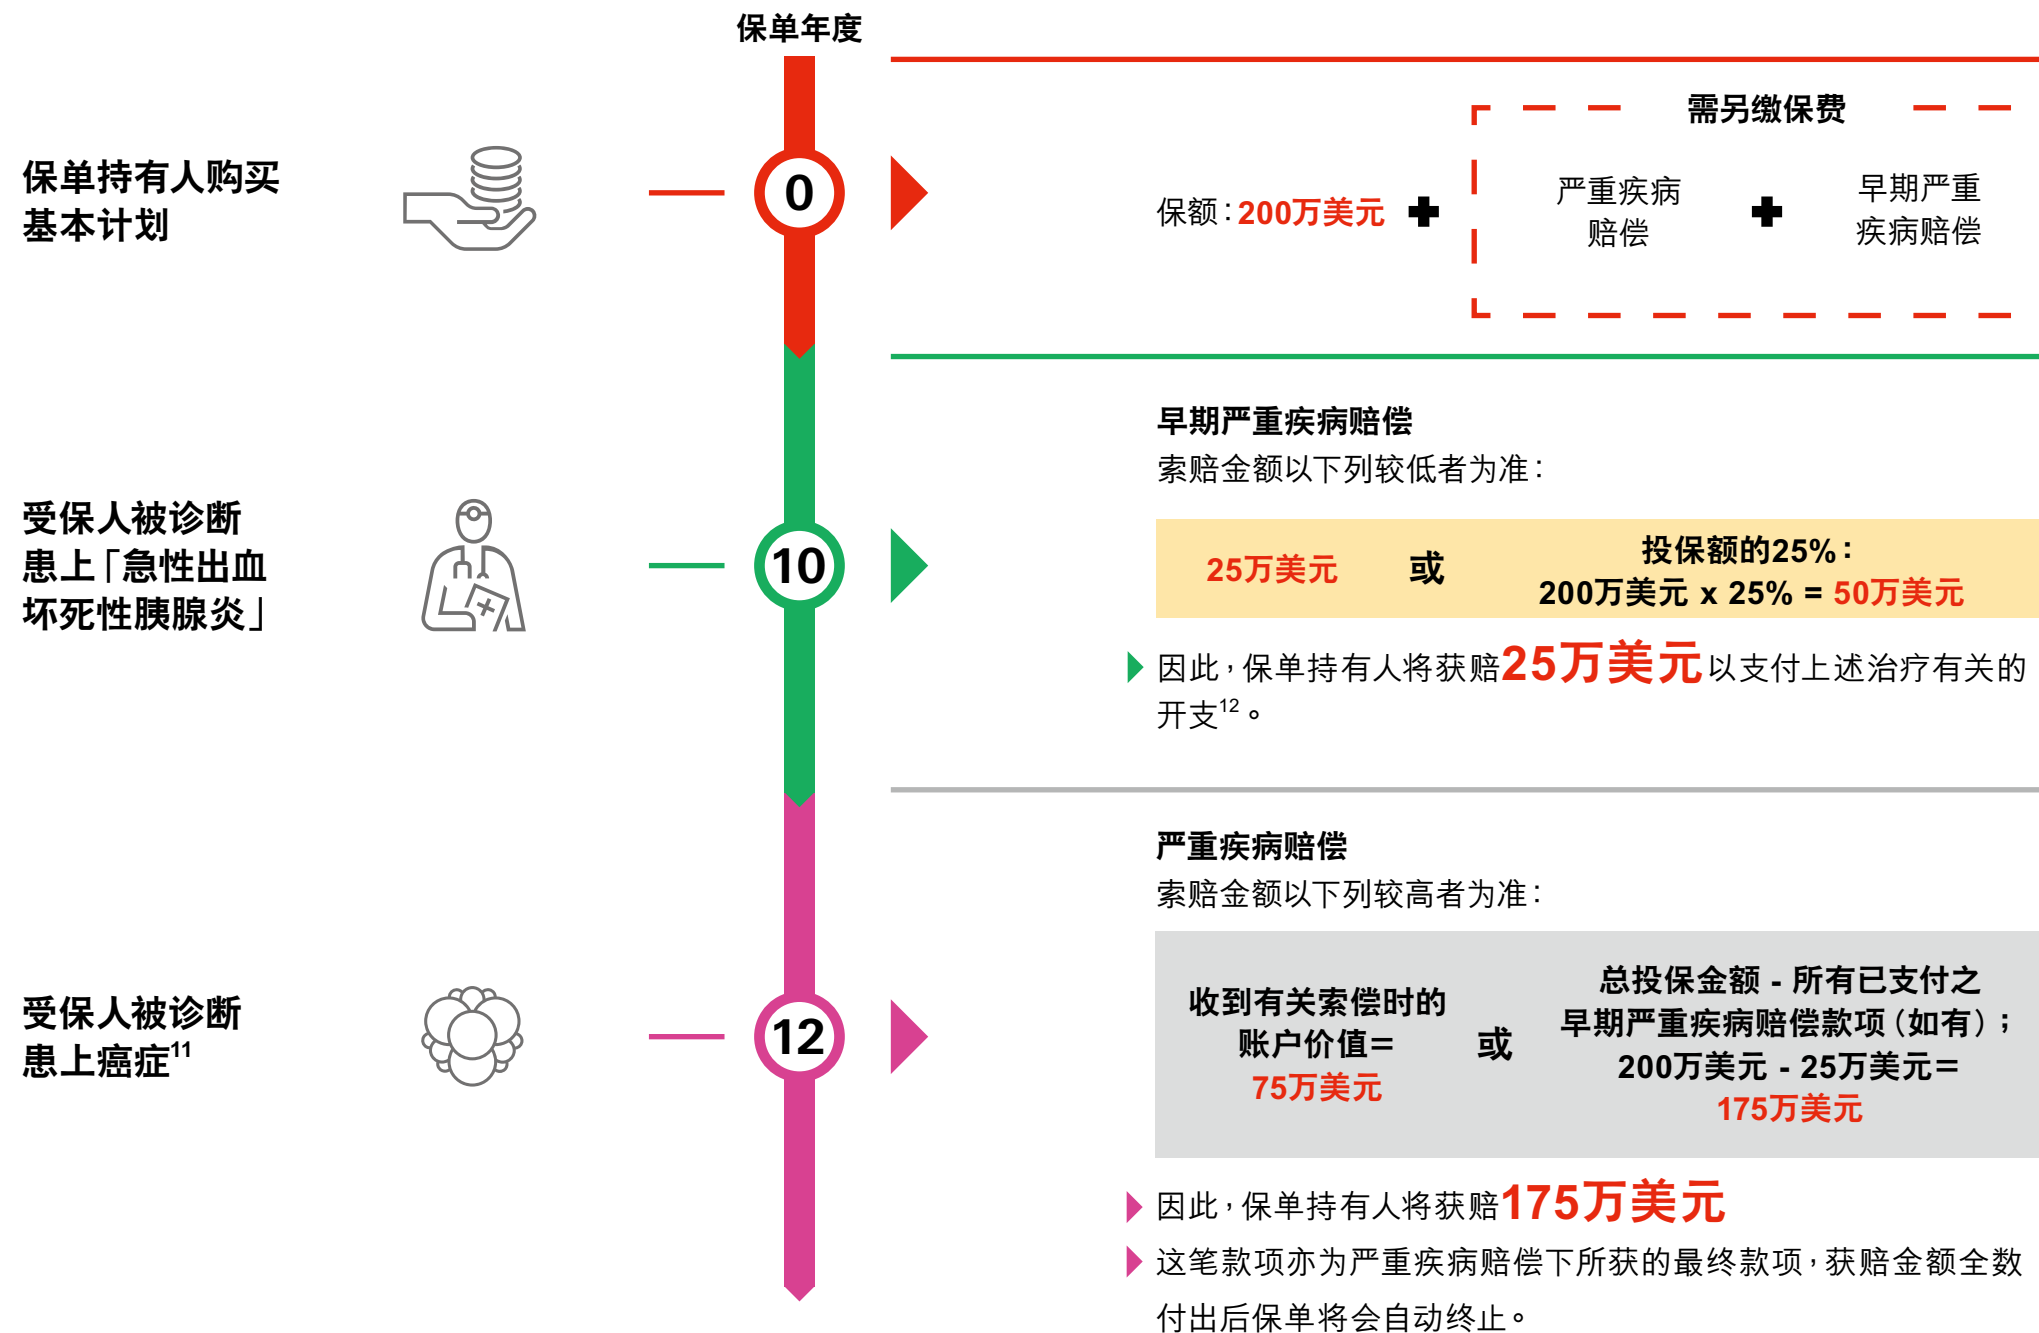 保单年度
保单持有人购买
基本计划
0
保额：200万美元
需另缴保费
严重疾病
赔偿
早期严重
疾病赔偿
受保人被诊断
患上「急性出血
坏死性胰腺炎」
10
早期严重疾病赔偿
索赔金额以下列较低者为准：
25万美元
或
投保额的25%：
200万美元 x 25% = 50万美元
因此，保单持有人将获赔25万美元以支付上述治疗有关的
开支12。
受保人被诊断
患上癌症11
12
严重疾病赔偿
索赔金额以下列较高者为准：
收到有关索偿时的
账户价值＝
75万美元
或
总投保金额 - 所有已支付之
早期严重疾病赔偿款项（如有）；
200万美元 - 25万美元＝
175万美元
因此，保单持有人将获赔175万美元
这笔款项亦为严重疾病赔偿下所获的最终款项，获赔金额全数
付出后保单将会自动终止。